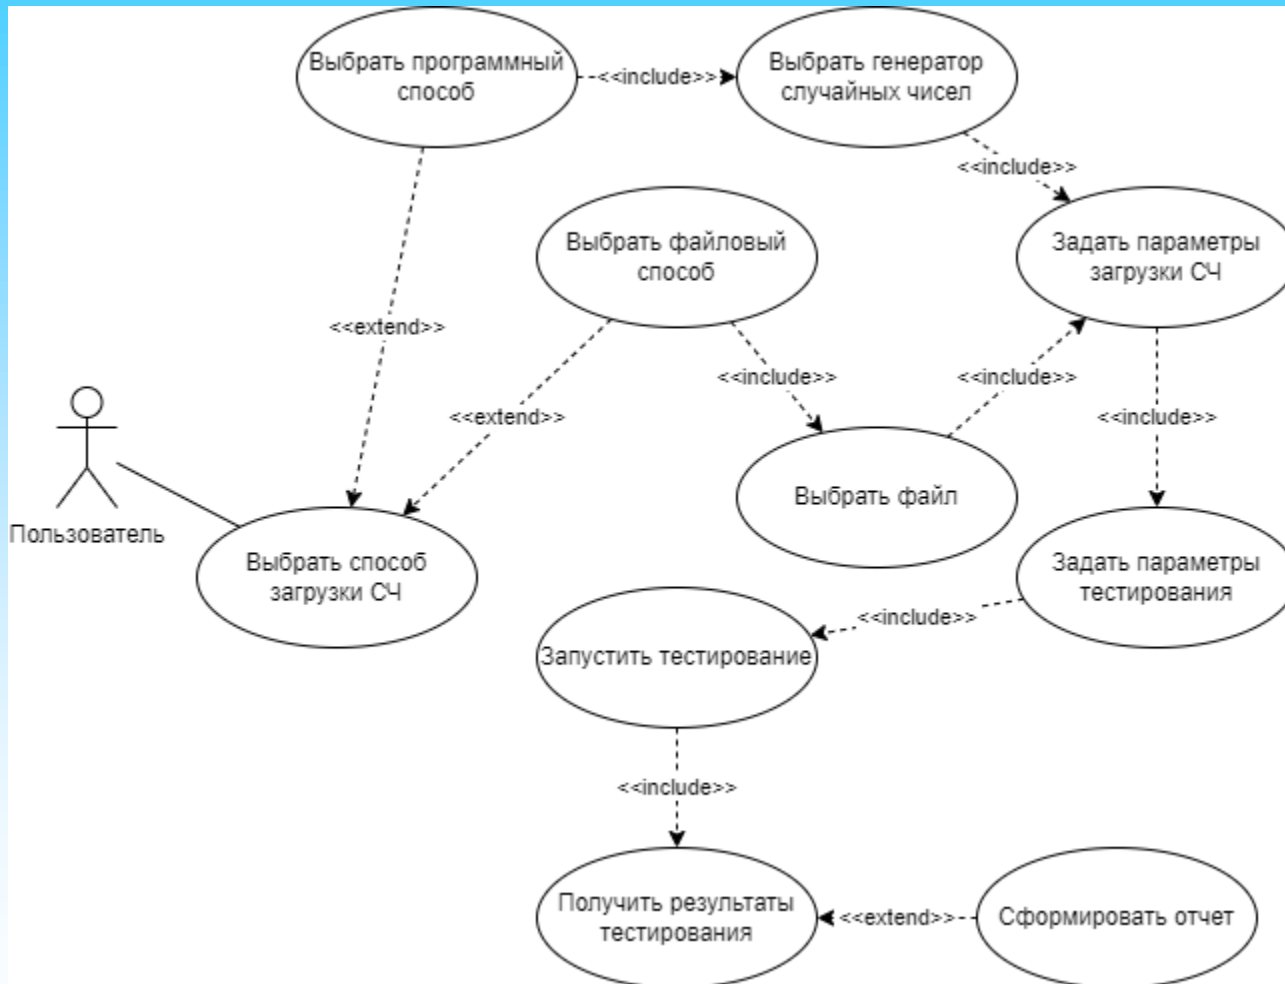 Выбрать программный
способ
<<include>>
Выбрать генератор
случайных чисел
<<include>>
Выбрать файловый
способ
Задать параметры
загрузки СЧ
<<extend>>
<<include>>
<<include>>
<<extend>>
<<include>>
Выбрать файл
Пользователь
Выбрать способ
загрузки СЧ
Задать параметры
тестирования
<<include>>
Запустить тестирование
<<include>>
Получить результаты
тестирования
<<extend>>
Сформировать отчет